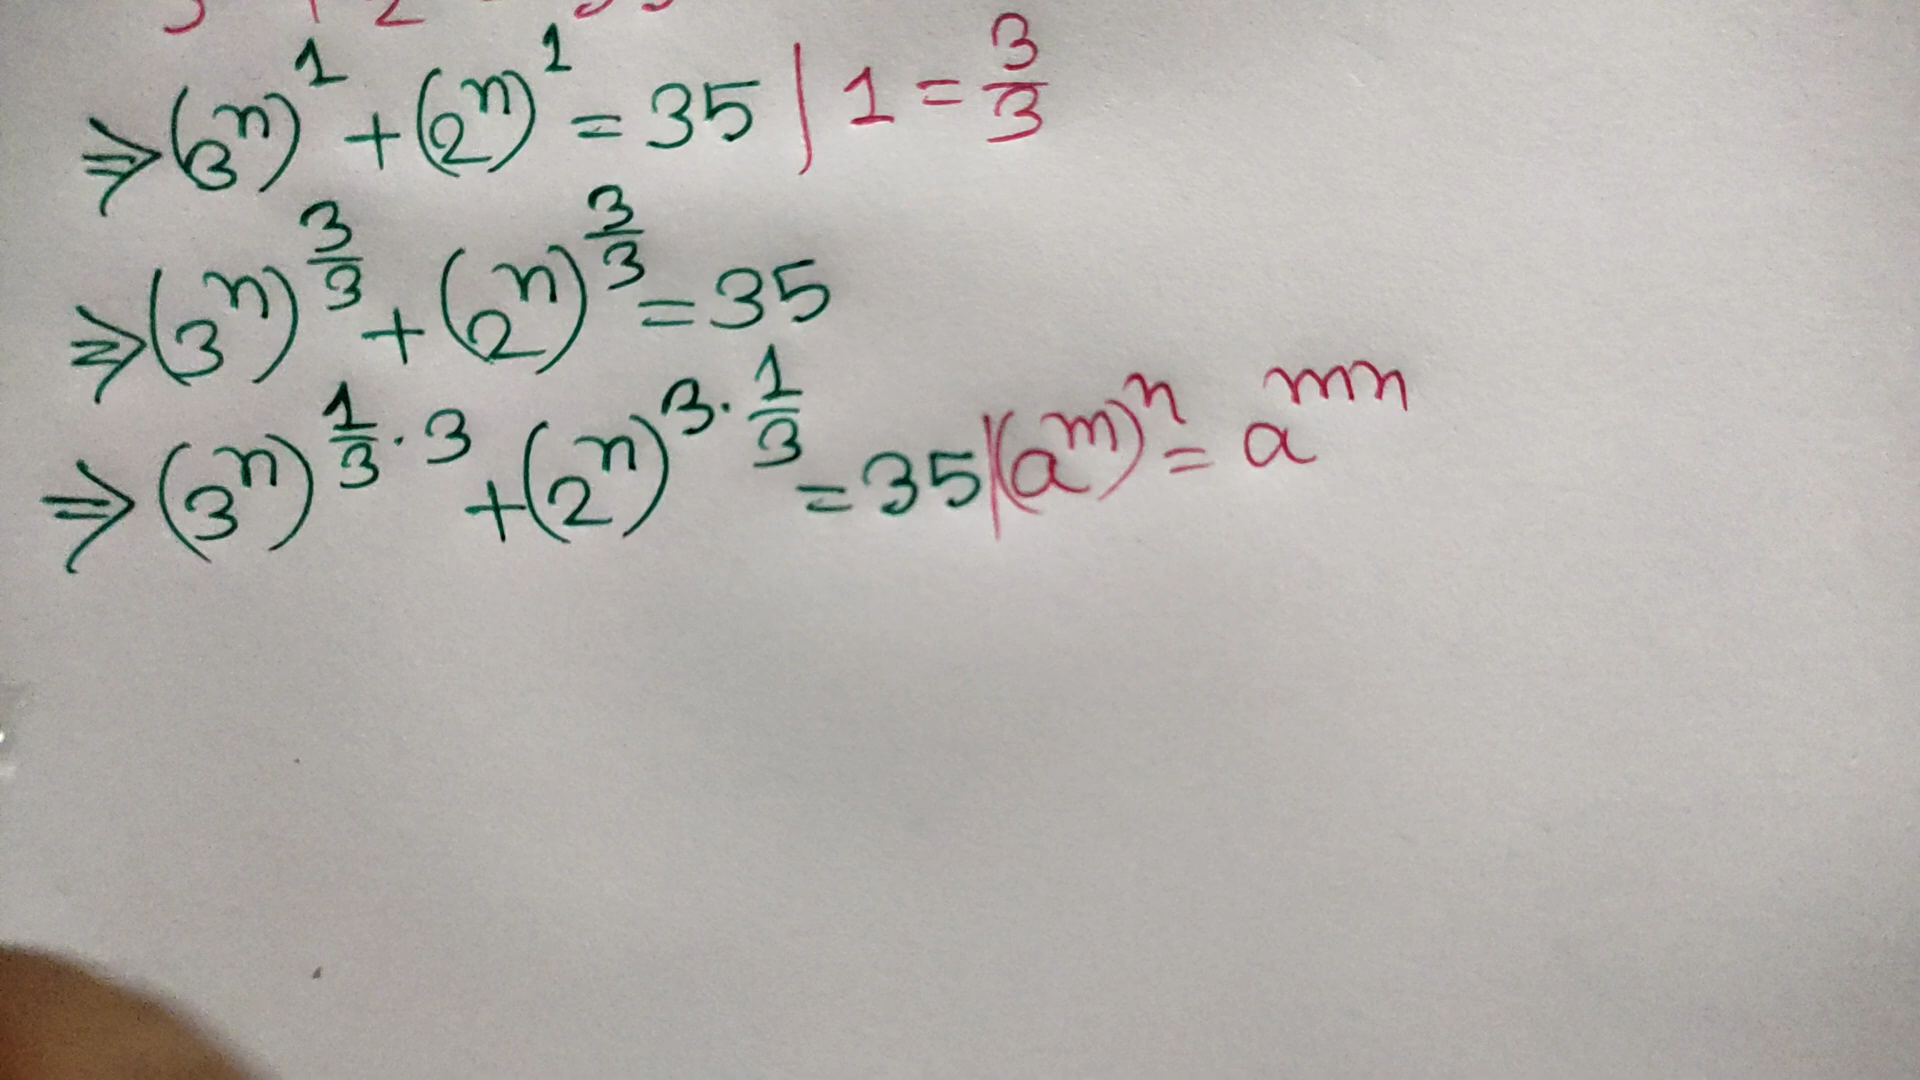 ⇒(3ⁿ)¹ + (2ⁿ)¹ = 35 | 1 = 3/3
⇒(3ⁿ)^(3/3) + (2ⁿ)^(3/3) = 35
⇒(3ⁿ)^(1/3 · 3) + (2ⁿ)^(3 · 1/3) = 35 | (aᵐ)ⁿ = aᵐⁿ